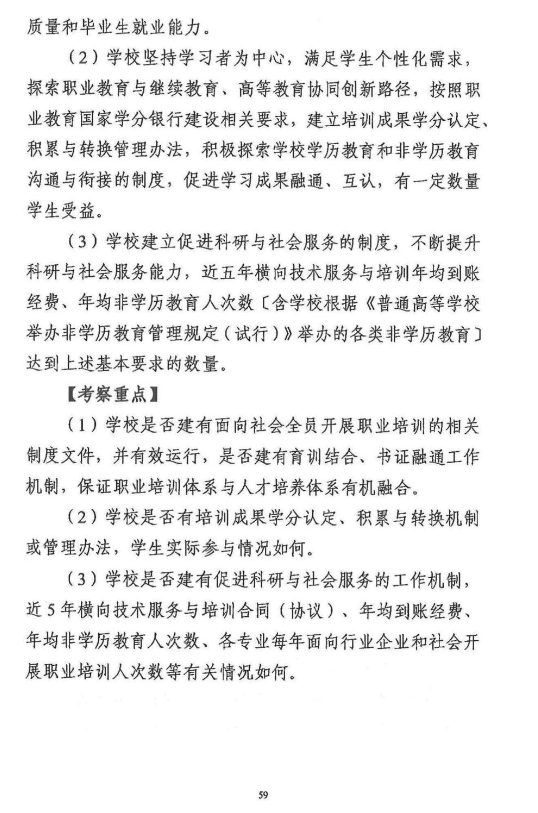 质量和毕业生就业能力。
（2）学校坚持学习者为中心，满足学生个性化需求，
探索职业教育与继续教育、高等教育协同创新路径，按照职
业教育国家学分银行建设相关要求，建立培训成果学分认定、
积累与转换管理办法，积极探索学校学历教育和非学历教育
沟通与衔接的制度，促进学习成果融通、互认，有一定数量
学生受益。
（3）学校建立促进科研与社会服务的制度，不断提升
科研与社会服务能力，近五年横向技术服务与培训年均到账
经费、年均非学历教育人次数〔含学校根据《普通高等学校
举办非学历教育管理规定（试行）》举办的各类非学历教育〕
达到上述基本要求的数量。
【考察重点】
（1）学校是否建有面向社会全员开展职业培训的相关
制度文件，并有效运行，是否建有育训结合、书证融通工作
机制，保证职业培训体系与人才培养体系有机融合。
（2）学校是否有培训成果学分认定、积累与转换机制
或管理办法，学生实际参与情况如何。
（3）学校是否建有促进科研与社会服务的工作机制，
近5年横向技术服务与培训合同（协议）、年均到账经费、
年均非学历教育人次数、各专业每年面向行业企业和社会开
展职业培训人次数等有关情况如何。
59